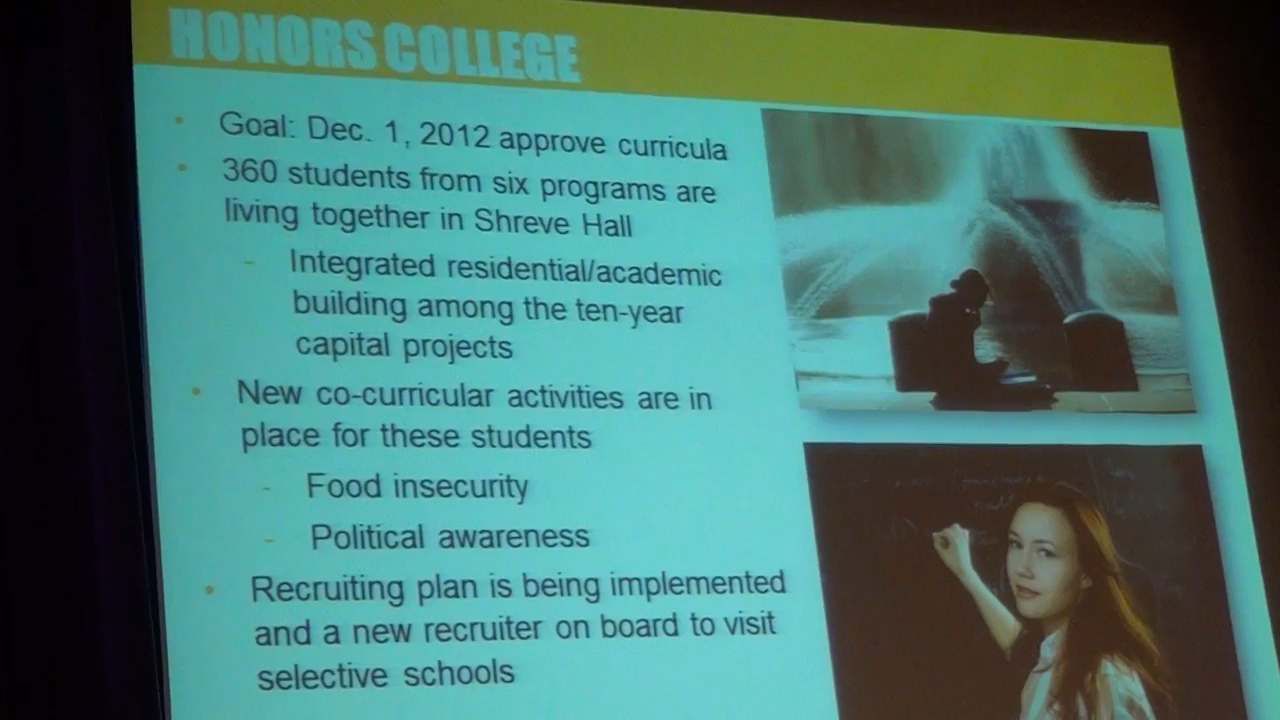 HONORS COLLEGE
• Goal: Dec. 1, 2012 approve curricula
• 360 students from six programs are
living together in Shreve Hall
- Integrated residential/academic
building among the ten-year
capital projects
• New co-curricular activities are in
place for these students
- Food insecurity
- Political awareness
• Recruiting plan is being implemented
and a new recruiter on board to visit
selective schools